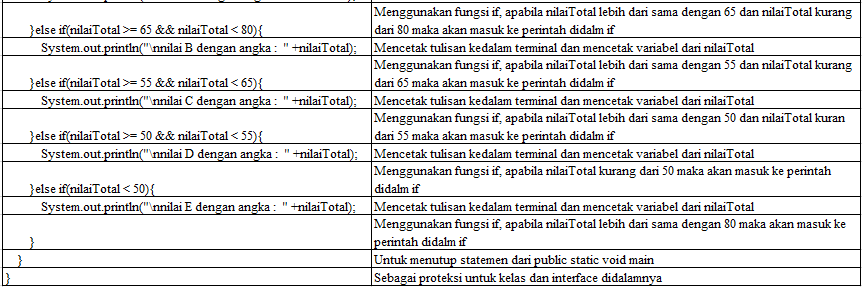 Menggunakan fungsi if, apabila nilaiTotal lebih dari sama dengan 65 dan nilaiTotal kurang
}else if(nilaiTotal >= 65 && nilaiTotal < 80){ dari 80 maka akan masuk ke perintah didalm if
System.out.println("\nnilai B dengan angka :  " +nilaiTotal); Mencetak tulisan kedalam terminal dan mencetak variabel dari nilaiTotal
Menggunakan fungsi if, apabila nilaiTotal lebih dari sama dengan 55 dan nilaiTotal kurang
}else if(nilaiTotal >= 55 && nilaiTotal < 65){ dari 65 maka akan masuk ke perintah didalm if
System.out.println("\nnilai C dengan angka :  " +nilaiTotal); Mencetak tulisan kedalam terminal dan mencetak variabel dari nilaiTotal
Menggunakan fungsi if, apabila nilaiTotal lebih dari sama dengan 50 dan nilaiTotal kuran
}else if(nilaiTotal >= 50 && nilaiTotal < 55){ dari 55 maka akan masuk ke perintah didalm if
System.out.println("\nnilai D dengan angka :  " +nilaiTotal); Mencetak tulisan kedalam terminal dan mencetak variabel dari nilaiTotal
Menggunakan fungsi if, apabila nilaiTotal kurang dari 50 maka akan masuk ke perintah
}else if(nilaiTotal < 50){ didalm if
System.out.println("\nnilai E dengan angka :  " +nilaiTotal); Mencetak tulisan kedalam terminal dan mencetak variabel dari nilaiTotal
Menggunakan fungsi if, apabila nilaiTotal lebih dari sama dengan 80 maka akan masuk ke
} perintah didalm if
} Untuk menutup statemen dari public static void main
} Sebagai proteksi untuk kelas dan interface didalamnya